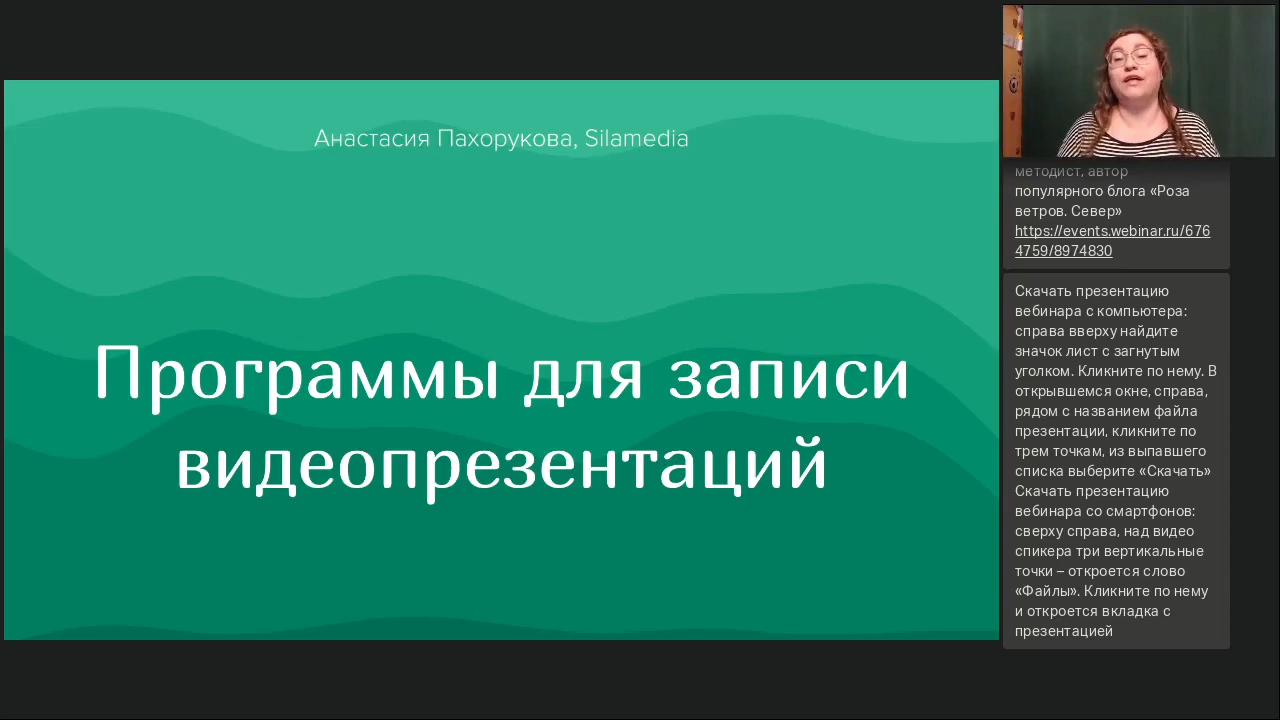 Анастасия Пахорукова, Silamedia
Программы для записи
видеопрезентаций
методист, автор
популярного блога «Роза
ветров. Север»
https://events.webinar.ru/676
4759/8974830
Скачать презентацию
вебинара с компьютера:
справа вверху найдите
значок лист с загнутым
уголком. Кликните по нему. В
открывшемся окне, справа,
рядом с названием файла
презентации, кликните по
трем точкам, из выпавшего
списка выберите «Скачать»
Скачать презентацию
вебинара со смартфонов:
сверху справа, над видео
спикера три вертикальные
точки – откроется слово
«Файлы». Кликните по нему
и откроется вкладка с
презентацией